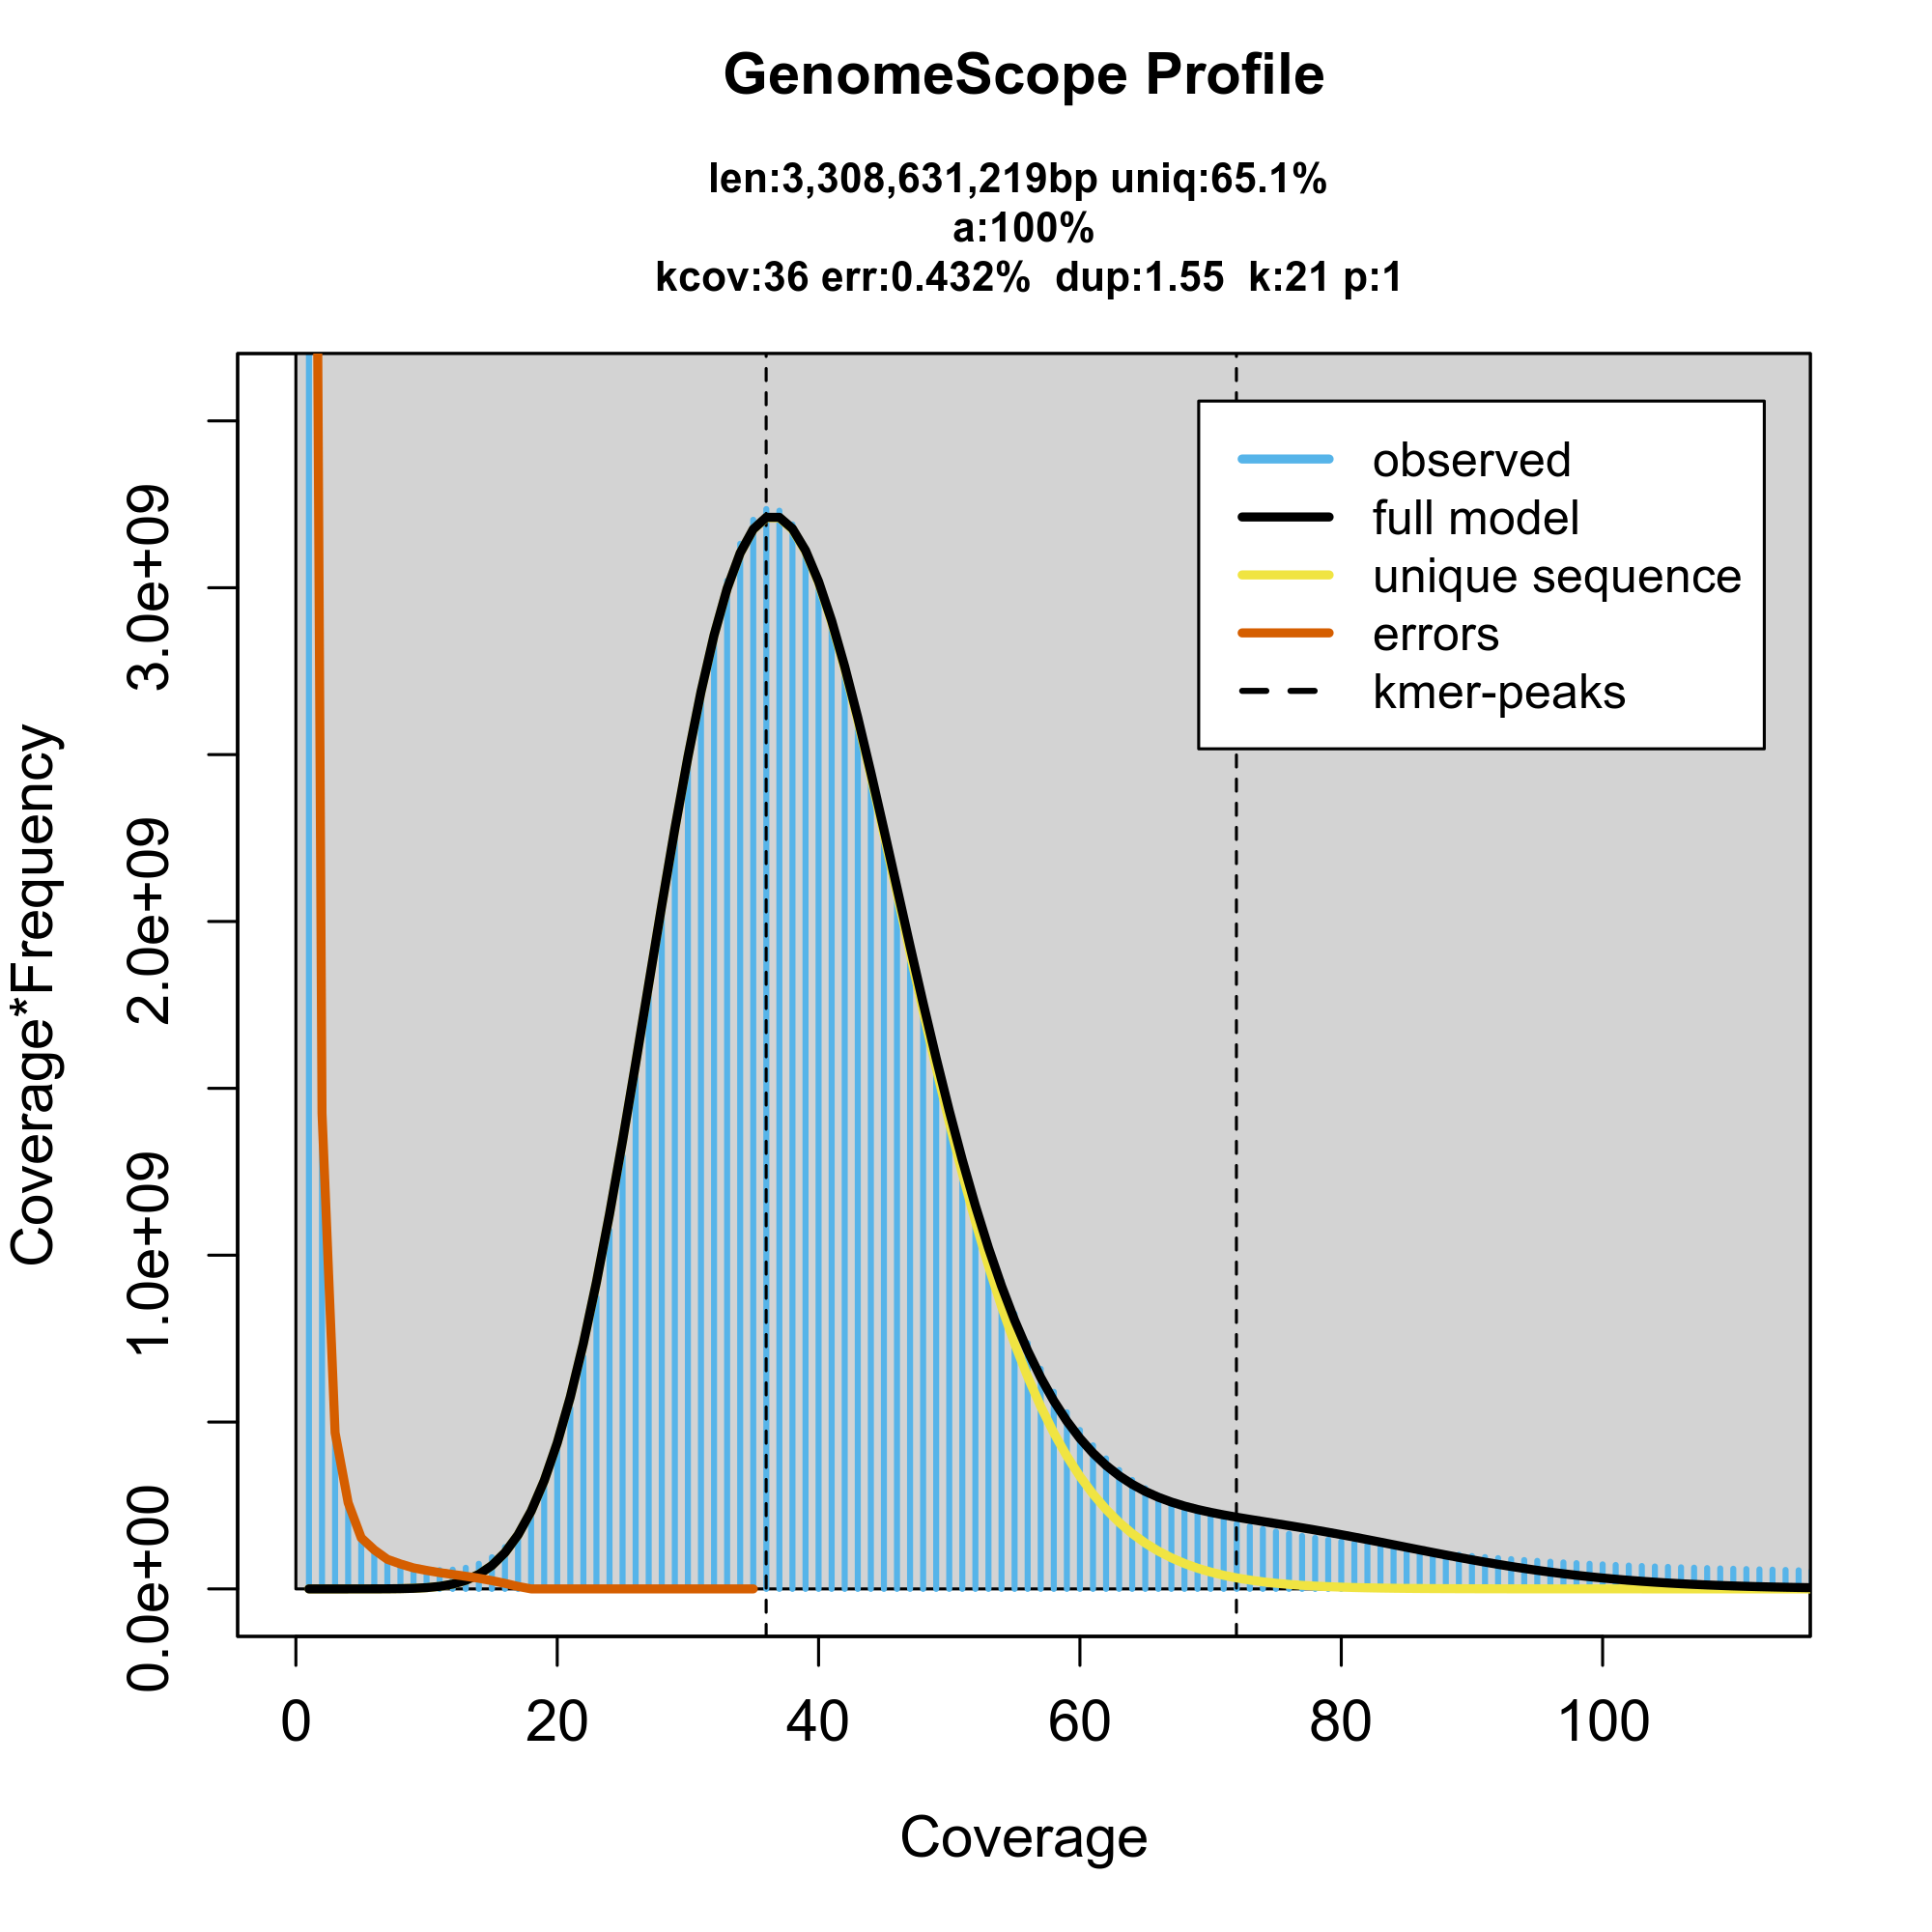 GenomeScope Profile
len:3,308,631,219bp uniq:65.1%
a:100%
kcov:36 err:0.432%  dup:1.55  k:21 p:1
observed
full model
unique sequence
errors
kmer-peaks
Coverage*Frequency
3.0e+09
2.0e+09
1.0e+09
0.0e+00
0 20 40 60 80 100
Coverage